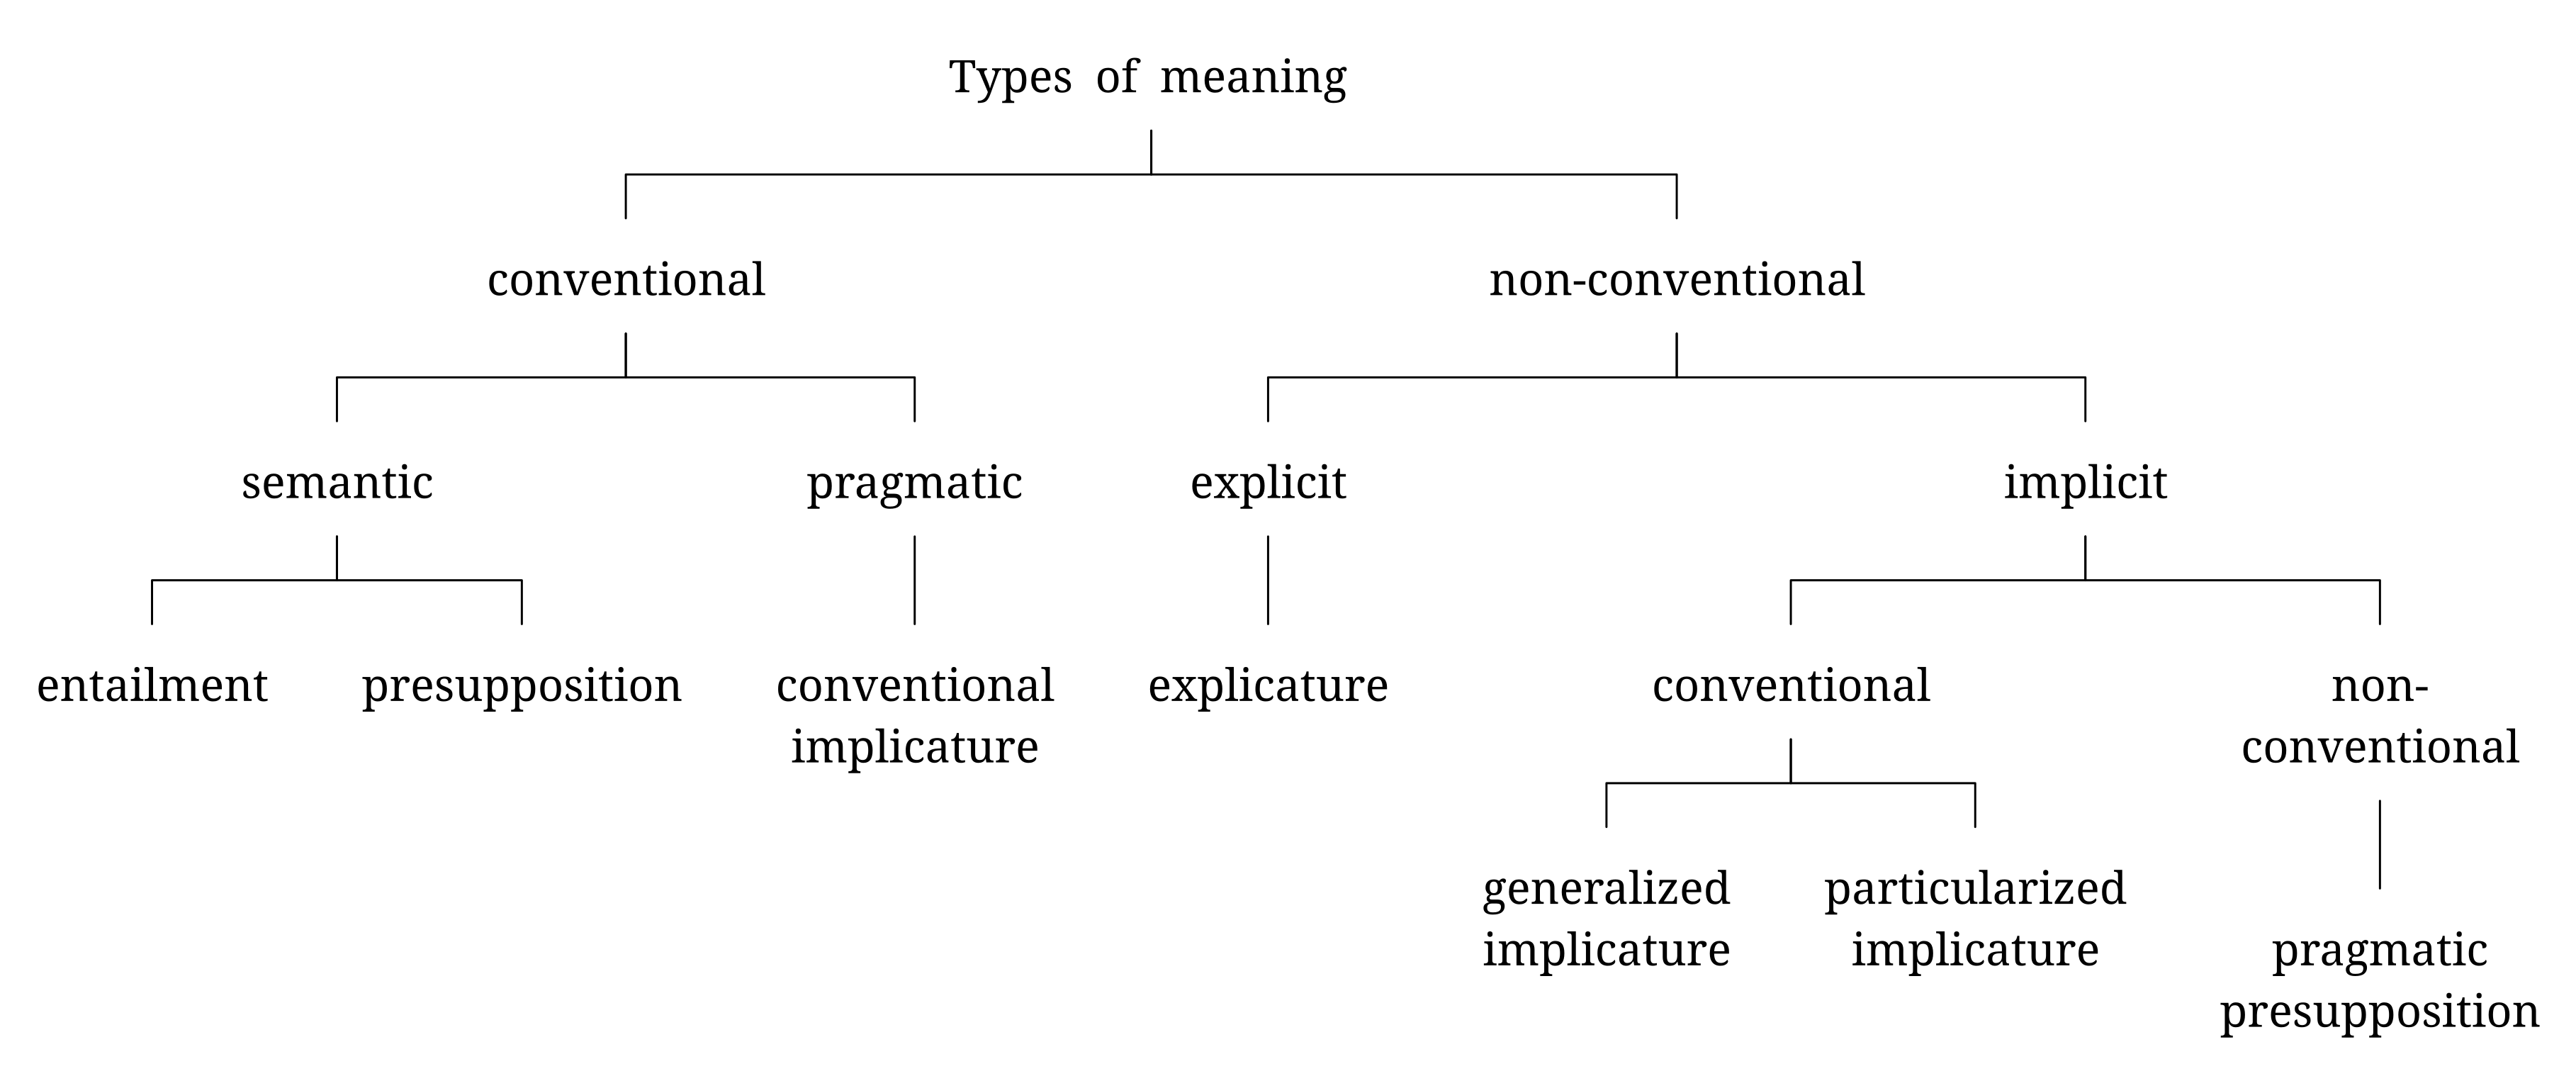 Types of meaning
conventional
non-conventional
semantic
pragmatic
explicit
implicit
entailment
presupposition
conventional
implicature
explicature
conventional
non-
conventional
generalized
implicature
particularized
implicature
pragmatic
presupposition